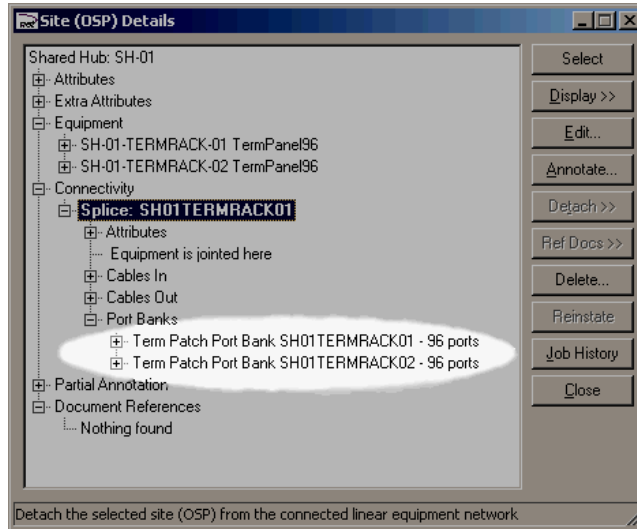 Site (OSP) Details
Shared Hub: SH-01
Attributes
Extra Attributes
Equipment
SH-01-TERMRACK-01 TermPanel96
SH-01-TERMRACK-02 TermPanel96
Connectivity
Splice: SH01TERMRACK01
Attributes
Equipment is jointed here
Cables In
Cables Out
Port Banks
Term Patch Port Bank SH01TERMRACK01 - 96 ports
Term Patch Port Bank SH01TERMRACK02 - 96 ports
Partial Annotation
Document References
Nothing found
Select
Display >>
Edit...
Annotate...
Detach >>
Ref Docs >>
Delete...
Reinstate
Job History
Close
Detach the selected site (OSP) from the connected linear equipment network